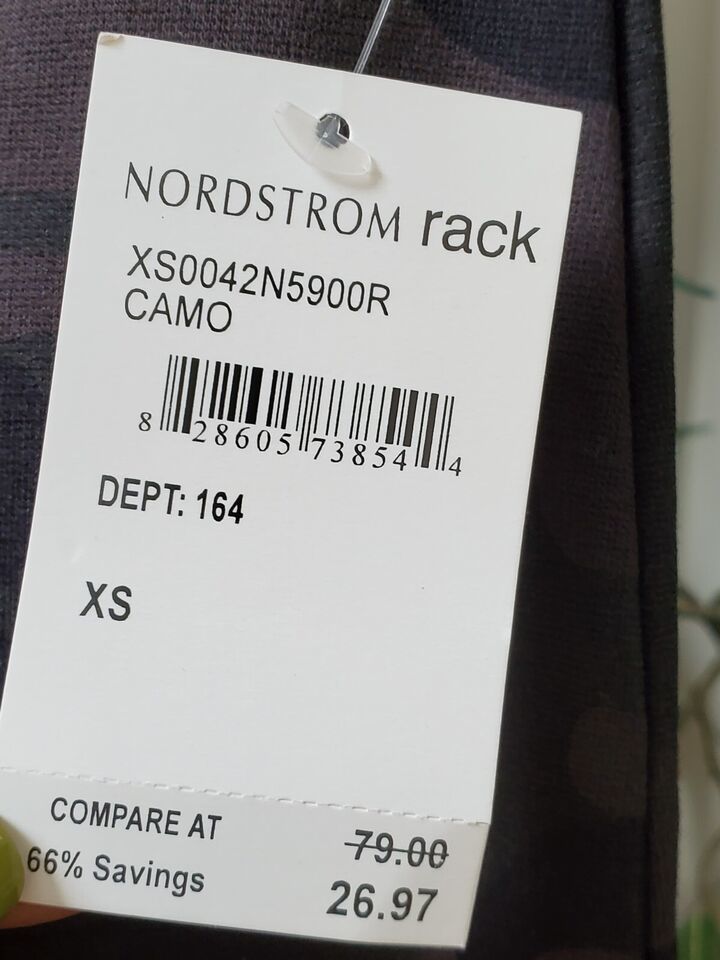 NORDSTROM rack
XS0042N5900R
CAMO
8 28605 73854 4
DEPT: 164
XS
COMPARE AT 79.00
66% Savings 26.97